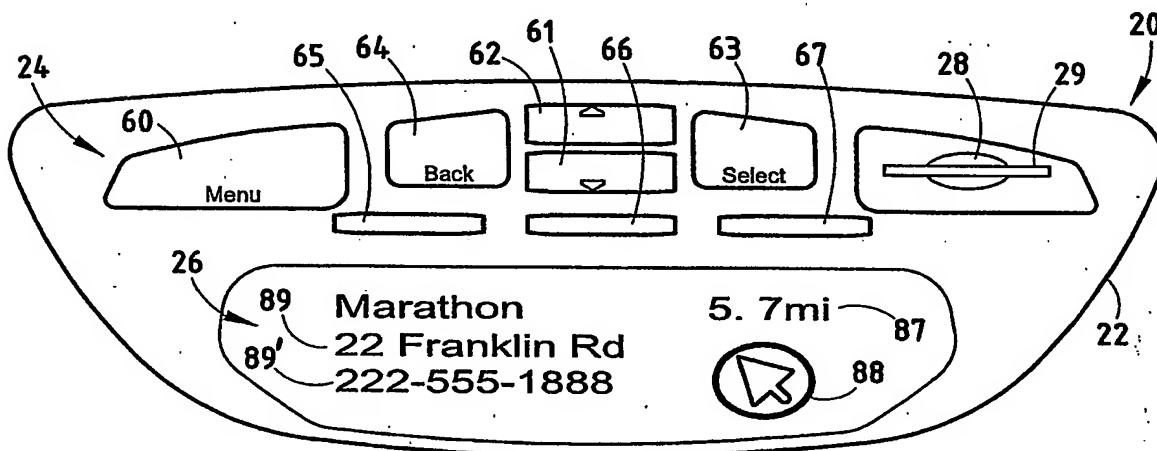 61
64 62 66 63 20
65 67 28
24 29
60
Back Select
Menu
26
89 Marathon 5. 7mi 87 22
22 Franklin Rd
89' 222-555-1888 88